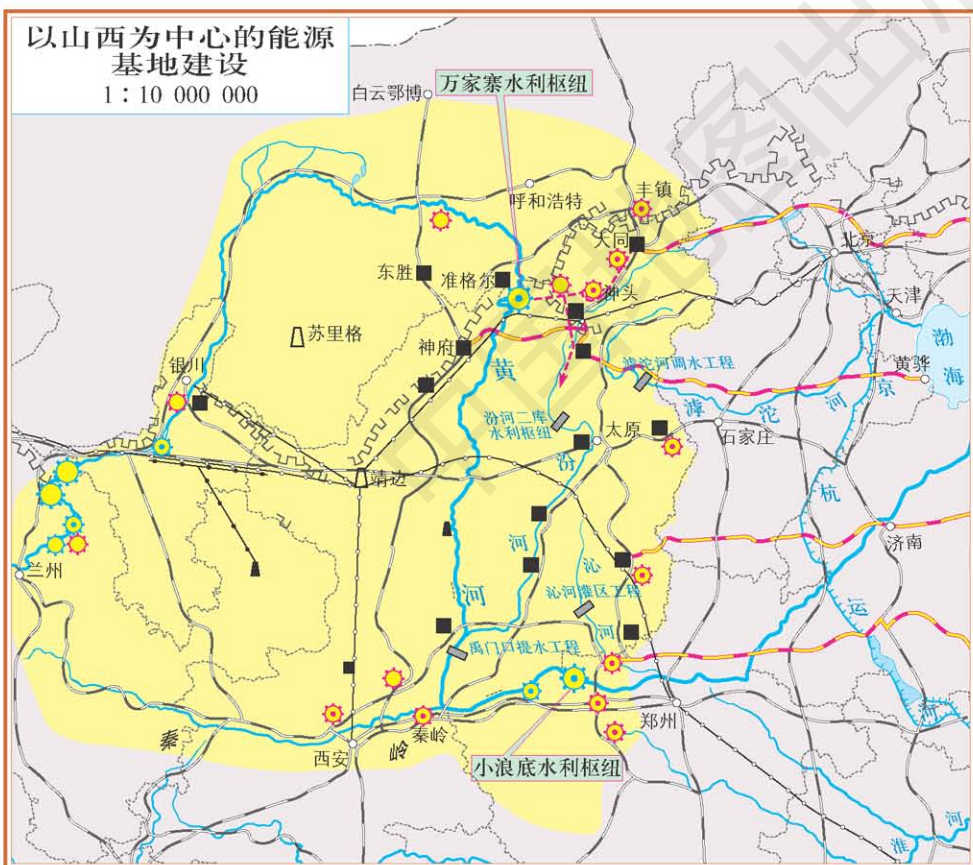 以山西为中心的能源
基地建设
1：10 000 000
白云鄂博
万家寨水利枢纽
呼和浩特
丰镇
大同
北京
东胜
准格尔
神头
天津
渤
海
苏里格
神府
黄
滹沱河调水工程
黄骅
银川
滹
沱
河
京
汾河二库
水利枢纽
太原
石家庄
汾
靖边
杭
河
沁
济南
兰州
河
沁河灌区工程
运
河
禹门口提水工程
河
郑州
秦
岭
西安
秦岭
小浪底水利枢纽
淮
河